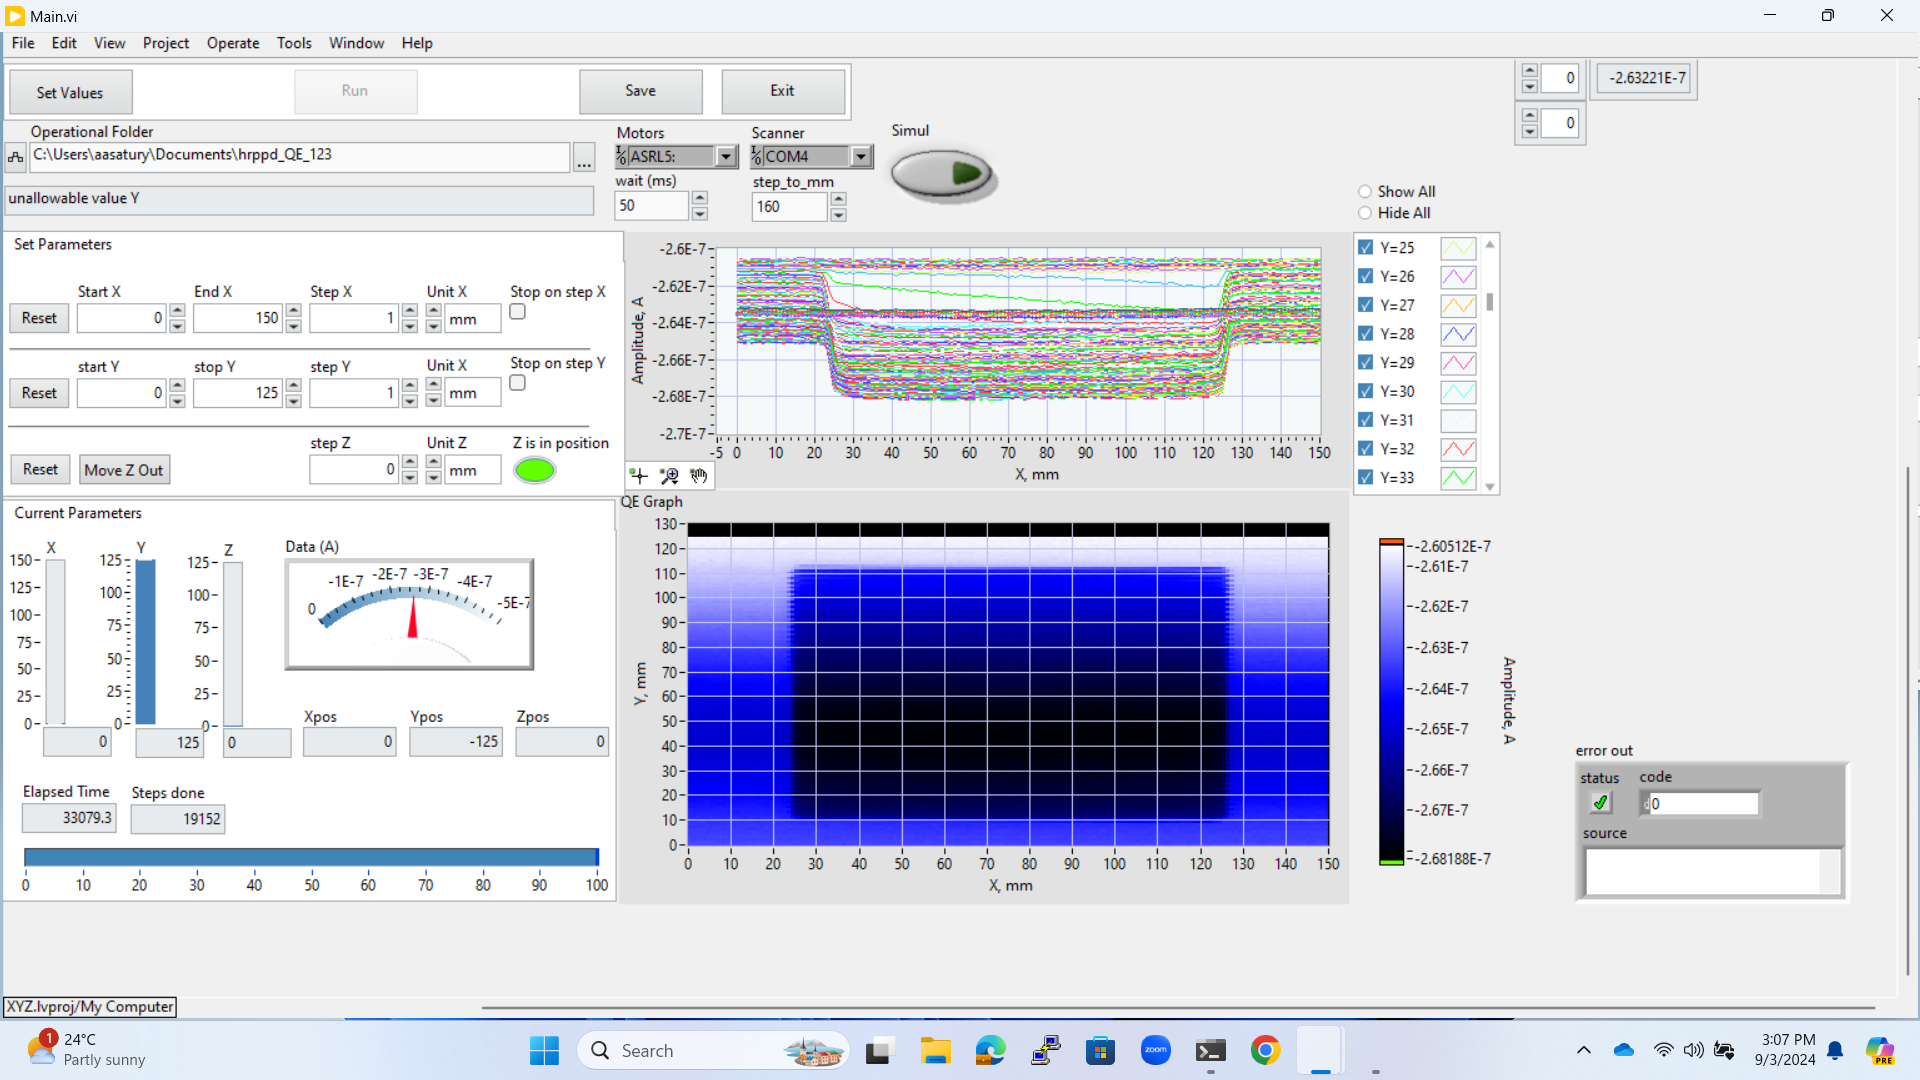 Main.vi
File Edit View Project Operate Tools Window Help
Set Values Run Save Exit
0 -2.63221E-7
0
Operational Folder
C:\Users\aasatury\Documents\hrppd_QE_123 ...
unallowable value Y
Motors Scanner Simul
ASRL5: COM4
wait (ms) step_to_mm
50 160
Show All
Hide All
Set Parameters
Start X End X Step X Unit X Stop on step X
Reset 0 150 1 mm
start Y stop Y step Y Unit X Stop on step Y
Reset 0 125 1 mm
step Z Unit Z Z is in position
Reset Move Z Out 0 mm
Amplitude, A
-2.6E-7
-2.62E-7
-2.64E-7
-2.66E-7
-2.68E-7
-2.7E-7
-5 0 10 20 30 40 50 60 70 80 90 100 110 120 130 140 150
X, mm
Y=25
Y=26
Y=27
Y=28
Y=29
Y=30
Y=31
Y=32
Y=33
Current Parameters
X Y Z
150 125 100 75 50 25 0
125 100 75 50 25 0
125 100 75 50 25 0
0 125 0
Data (A)
0 -1E-7 -2E-7 -3E-7 -4E-7 -5E-7
Xpos Ypos Zpos
0 -125 0
Elapsed Time Steps done
33079.3 19152
0 10 20 30 40 50 60 70 80 90 100
QE Graph
Y, mm
130
120
110
100
90
80
70
60
50
40
30
20
10
0
0 10 20 30 40 50 60 70 80 90 100 110 120 130 140 150
X, mm
-2.60512E-7
-2.61E-7
-2.62E-7
-2.63E-7
-2.64E-7
-2.65E-7
-2.66E-7
-2.67E-7
-2.68188E-7
Amplitude, A
error out
status code
d0
source
XYZ.lvproj/My Computer
1
24°C
Partly sunny
Search
zoom
3:07 PM
9/3/2024
PRE